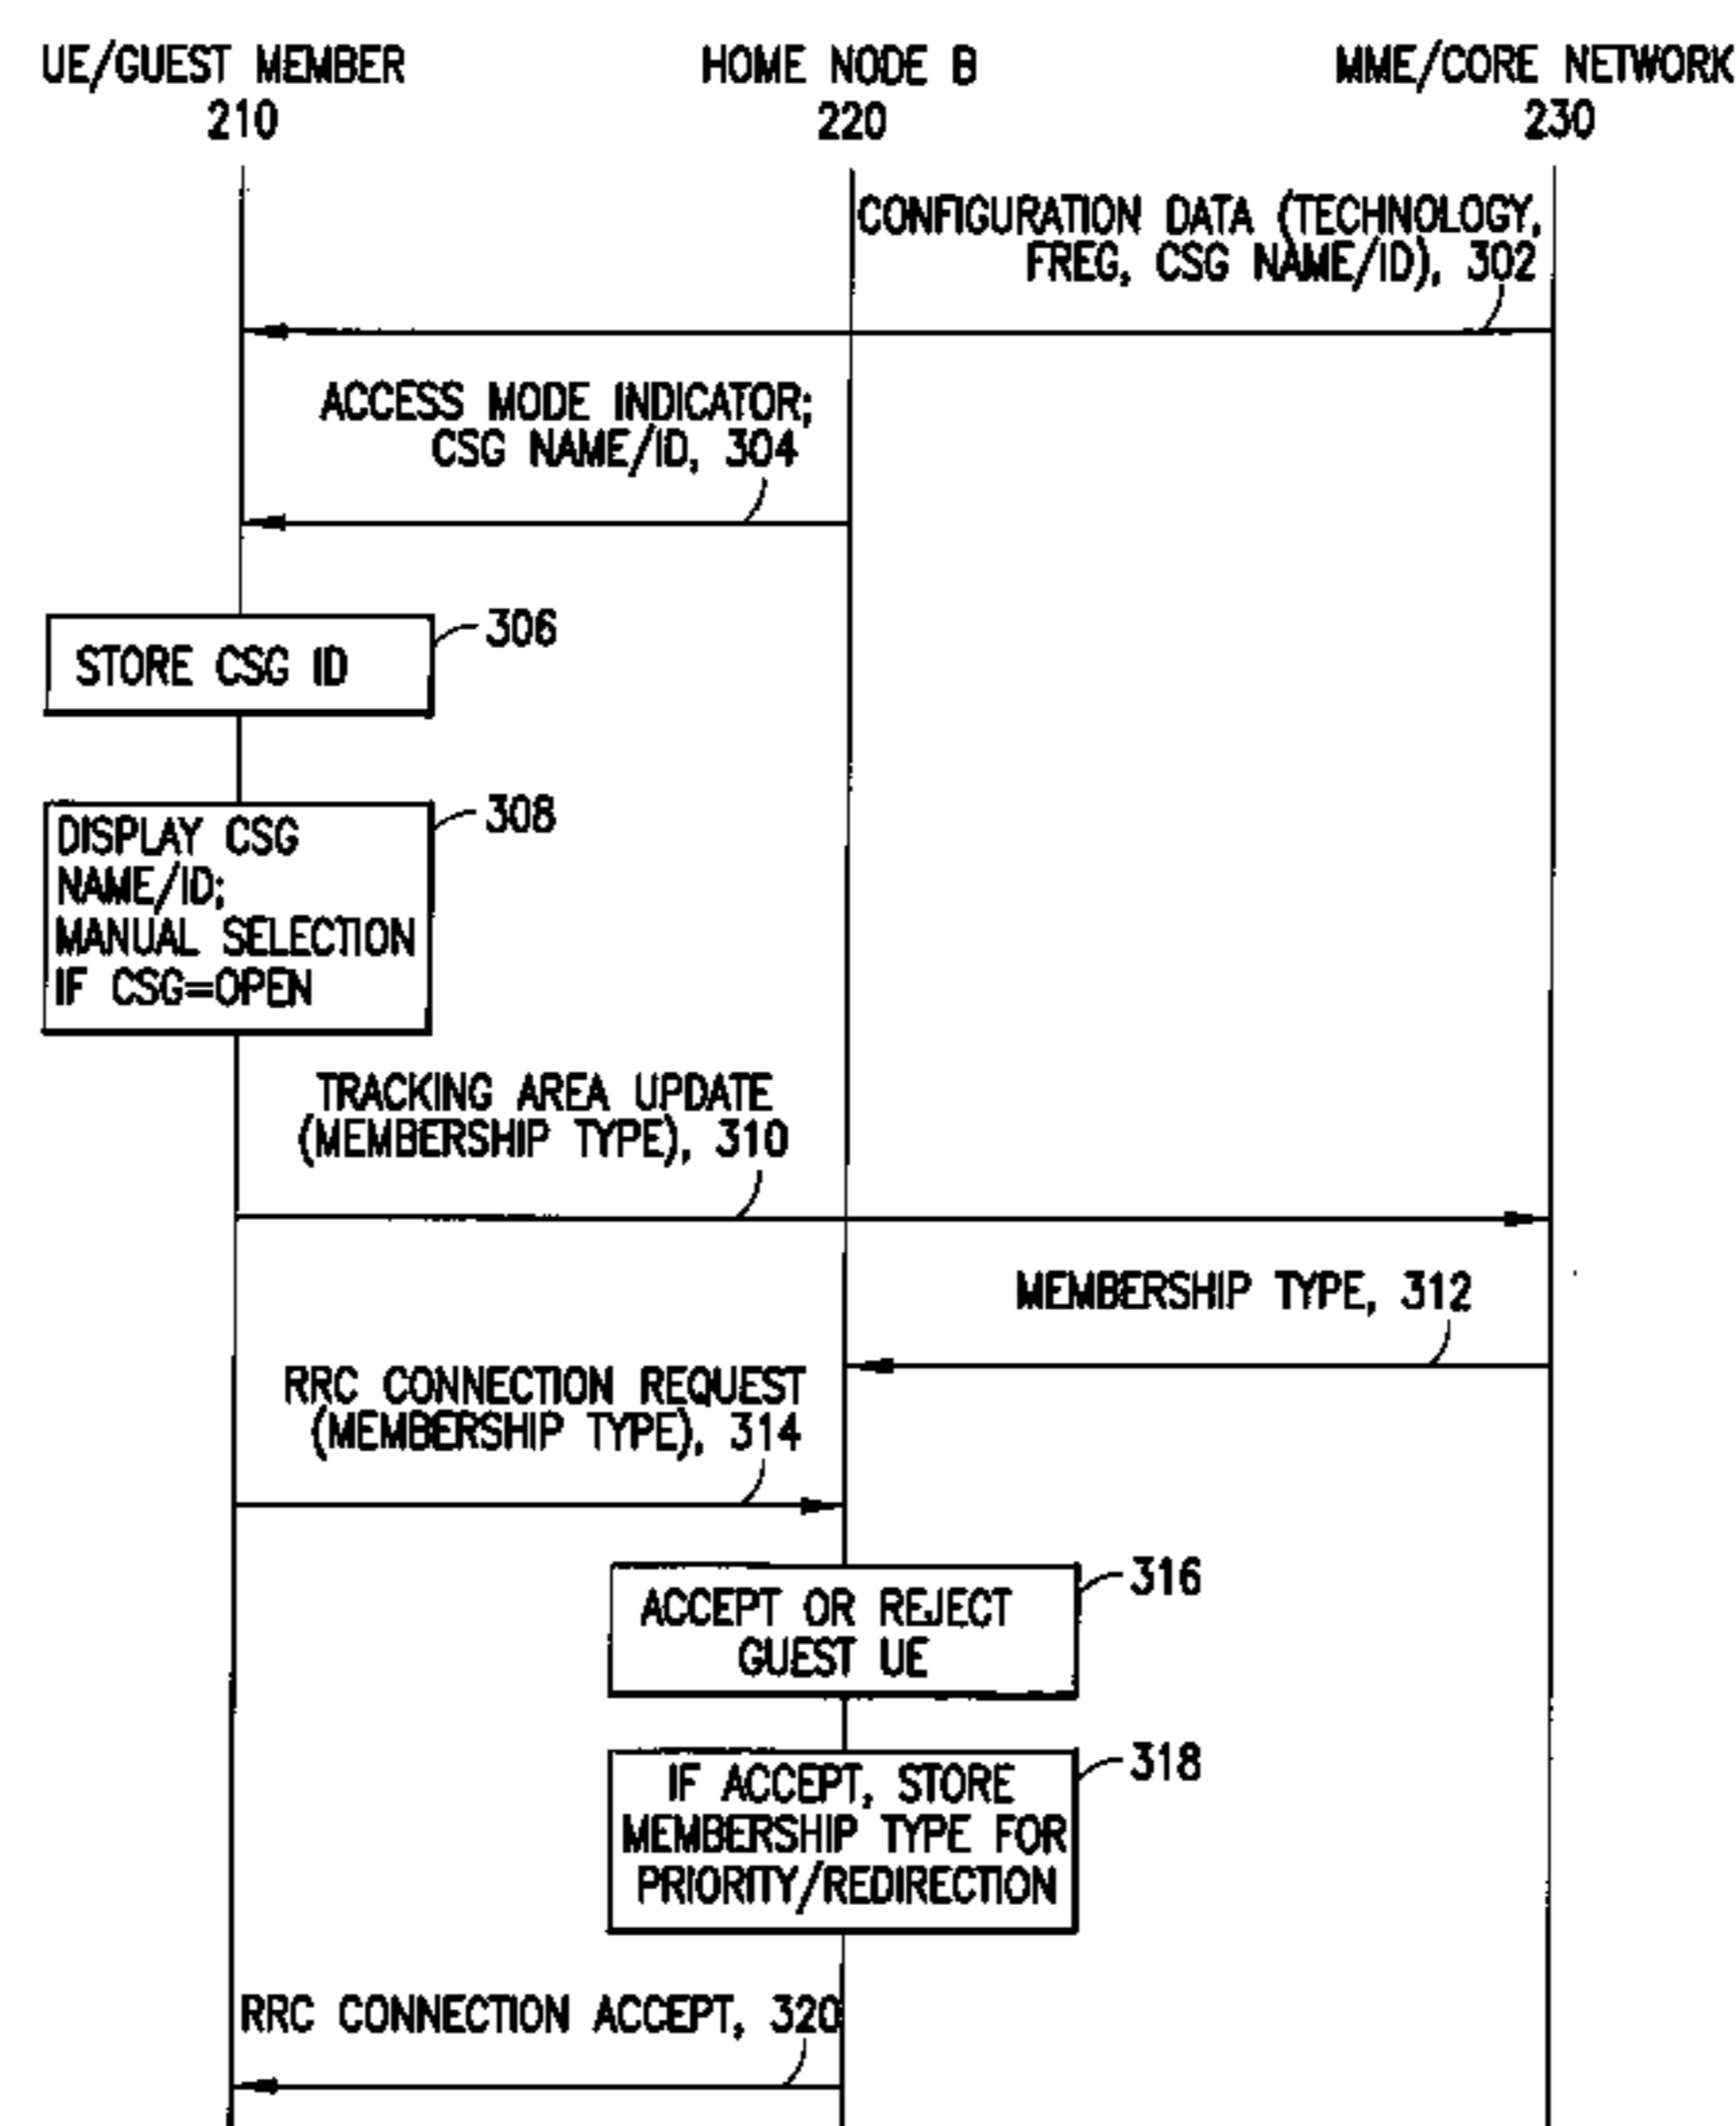 UE/GUEST MEMBER
210
HOME NODE B
220
MME/CORE NETWORK
230
CONFIGURATION DATA (TECHNOLOGY,
FREG, CSG NAME/ID), 302
ACCESS MODE INDICATOR;
CSG NAME/ID, 304
STORE CSG ID
306
DISPLAY CSG
NAME/ID;
MANUAL SELECTION
IF CSG=OPEN
308
TRACKING AREA UPDATE
(MEMBERSHIP TYPE), 310
MEMBERSHIP TYPE, 312
RRC CONNECTION REQUEST
(MEMBERSHIP TYPE), 314
ACCEPT OR REJECT
GUEST UE
316
IF ACCEPT, STORE
MEMBERSHIP TYPE FOR
PRIORITY/REDIRECTION
318
RRC CONNECTION ACCEPT, 320